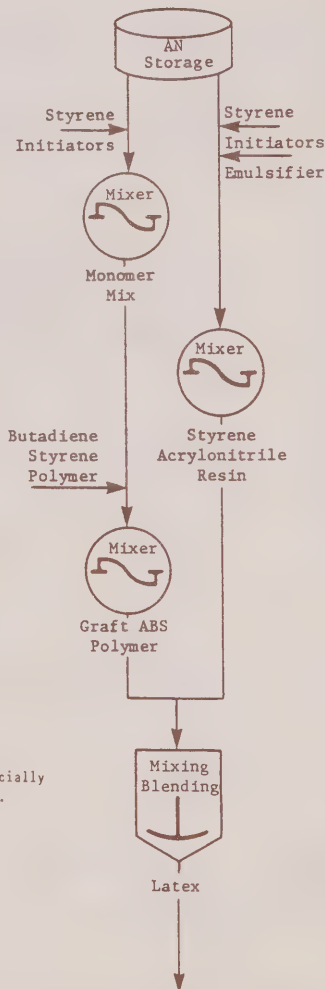 AN
Storage
Styrene
Initiators
Styrene
Initiators
Emulsifier
Mixer
Monomer
Mix
Mixer
Styrene
Acrylonitrile
Resin
Butadiene
Styrene
Polymer
Mixer
Graft ABS
Polymer
cially
.
Mixing
Blending
Latex